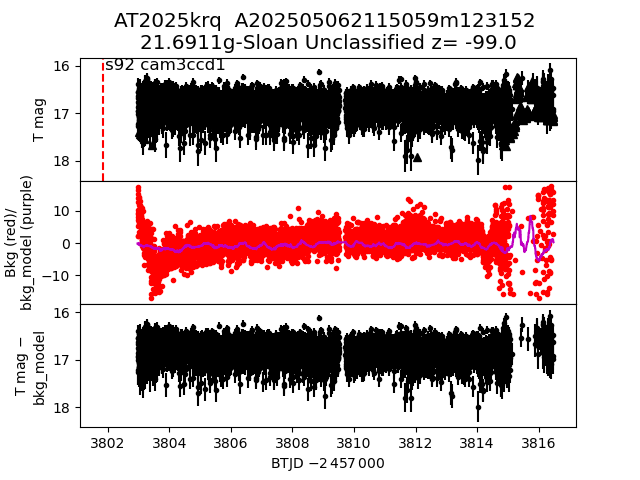 AT2025krq  A202505062115059m123152
21.6911g-Sloan Unclassified z= -99.0
s92 cam3ccd1
16
17
18
T mag
10
0
−10
Bkg (red)/
bkg_model (purple)
16
17
18
T mag −
bkg_model
3802 3804 3806 3808 3810 3812 3814 3816
BTJD −2 457 000